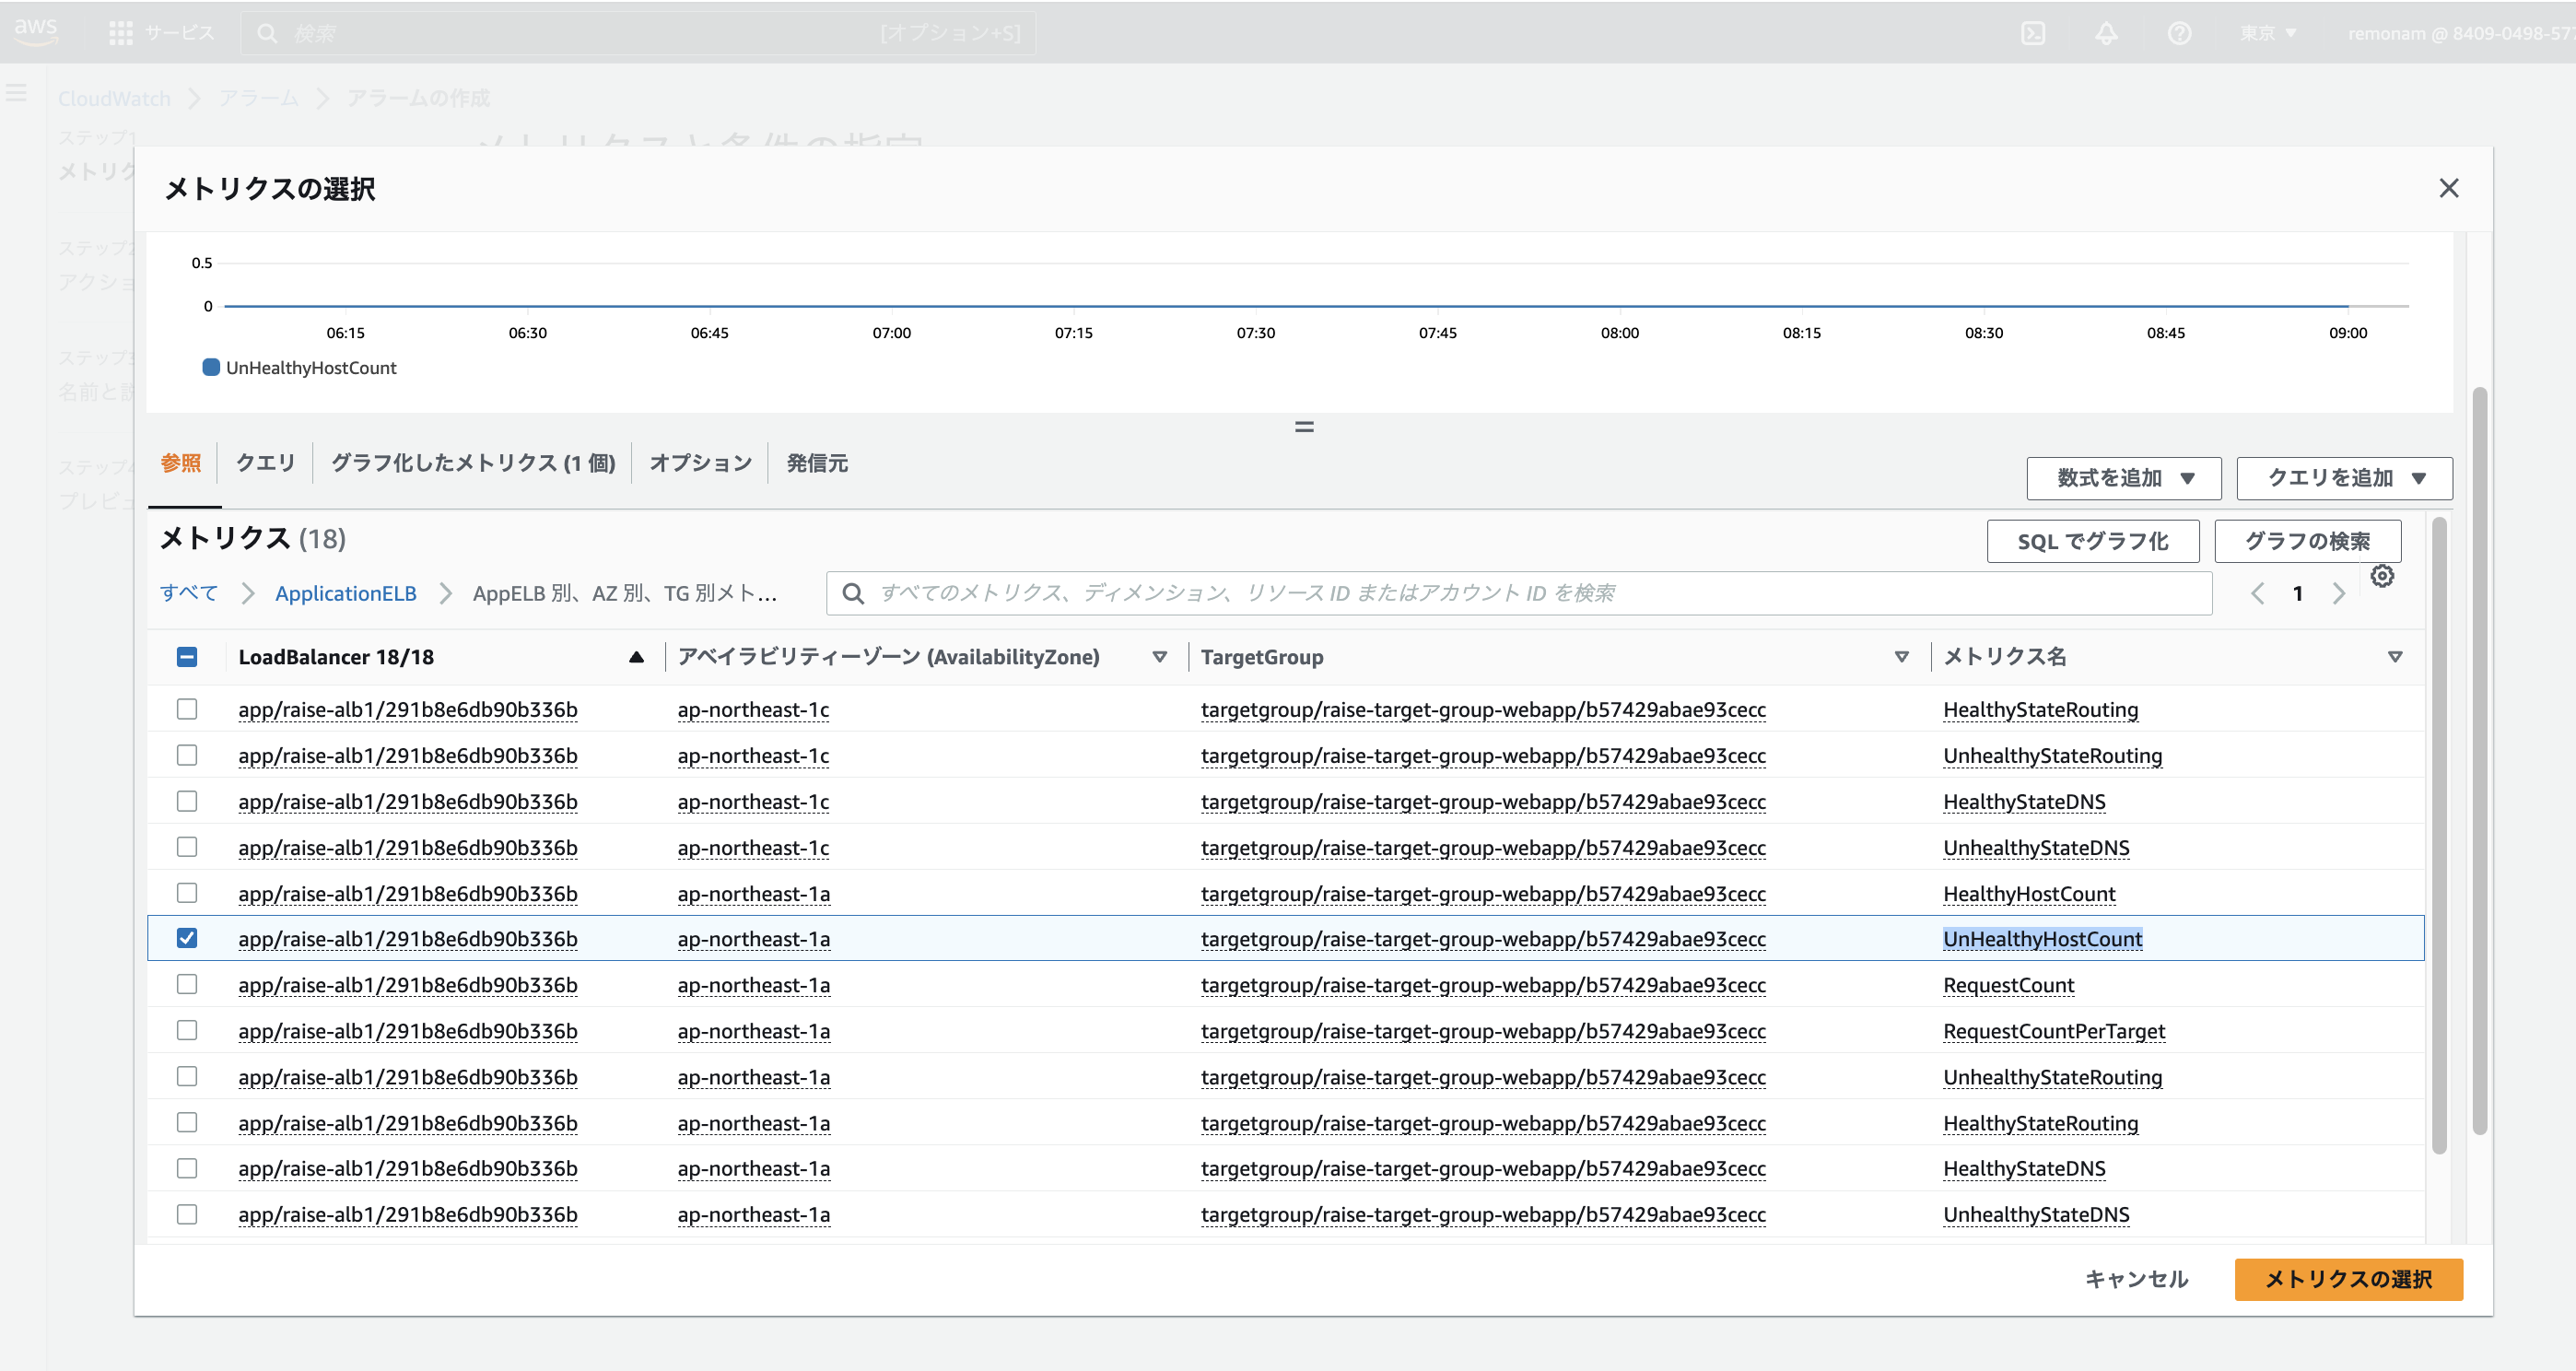 aws サービス 検索 [オプション+S] 東京 remonam @ 8409-0498-577
CloudWatch アラーム アラームの作成
ステップ1
メトリク
メトリクスと条件の指定
ステップ2
アクショ
ステップ3
名前と説
ステップ4
プレビュ
メトリクスの選択
0.5
0
06:15 06:30 06:45 07:00 07:15 07:30 07:45 08:00 08:15 08:30 08:45 09:00
UnHealthyHostCount
参照 クエリ グラフ化したメトリクス (1 個) オプション 発信元
数式を追加 クエリを追加
メトリクス (18)
SQL でグラフ化 グラフの検索
すべて ApplicationELB AppELB 別、AZ 別、TG 別メト... すべてのメトリクス、ディメンション、リソース ID またはアカウント ID を検索 1
LoadBalancer 18/18 アベイラビリティーゾーン (AvailabilityZone) TargetGroup メトリクス名
app/raise-alb1/291b8e6db90b336b ap-northeast-1c targetgroup/raise-target-group-webapp/b57429abae93cecc HealthyStateRouting
app/raise-alb1/291b8e6db90b336b ap-northeast-1c targetgroup/raise-target-group-webapp/b57429abae93cecc UnhealthyStateRouting
app/raise-alb1/291b8e6db90b336b ap-northeast-1c targetgroup/raise-target-group-webapp/b57429abae93cecc HealthyStateDNS
app/raise-alb1/291b8e6db90b336b ap-northeast-1c targetgroup/raise-target-group-webapp/b57429abae93cecc UnhealthyStateDNS
app/raise-alb1/291b8e6db90b336b ap-northeast-1a targetgroup/raise-target-group-webapp/b57429abae93cecc HealthyHostCount
app/raise-alb1/291b8e6db90b336b ap-northeast-1a targetgroup/raise-target-group-webapp/b57429abae93cecc UnHealthyHostCount
app/raise-alb1/291b8e6db90b336b ap-northeast-1a targetgroup/raise-target-group-webapp/b57429abae93cecc RequestCount
app/raise-alb1/291b8e6db90b336b ap-northeast-1a targetgroup/raise-target-group-webapp/b57429abae93cecc RequestCountPerTarget
app/raise-alb1/291b8e6db90b336b ap-northeast-1a targetgroup/raise-target-group-webapp/b57429abae93cecc UnhealthyStateRouting
app/raise-alb1/291b8e6db90b336b ap-northeast-1a targetgroup/raise-target-group-webapp/b57429abae93cecc HealthyStateRouting
app/raise-alb1/291b8e6db90b336b ap-northeast-1a targetgroup/raise-target-group-webapp/b57429abae93cecc HealthyStateDNS
app/raise-alb1/291b8e6db90b336b ap-northeast-1a targetgroup/raise-target-group-webapp/b57429abae93cecc UnhealthyStateDNS
キャンセル メトリクスの選択